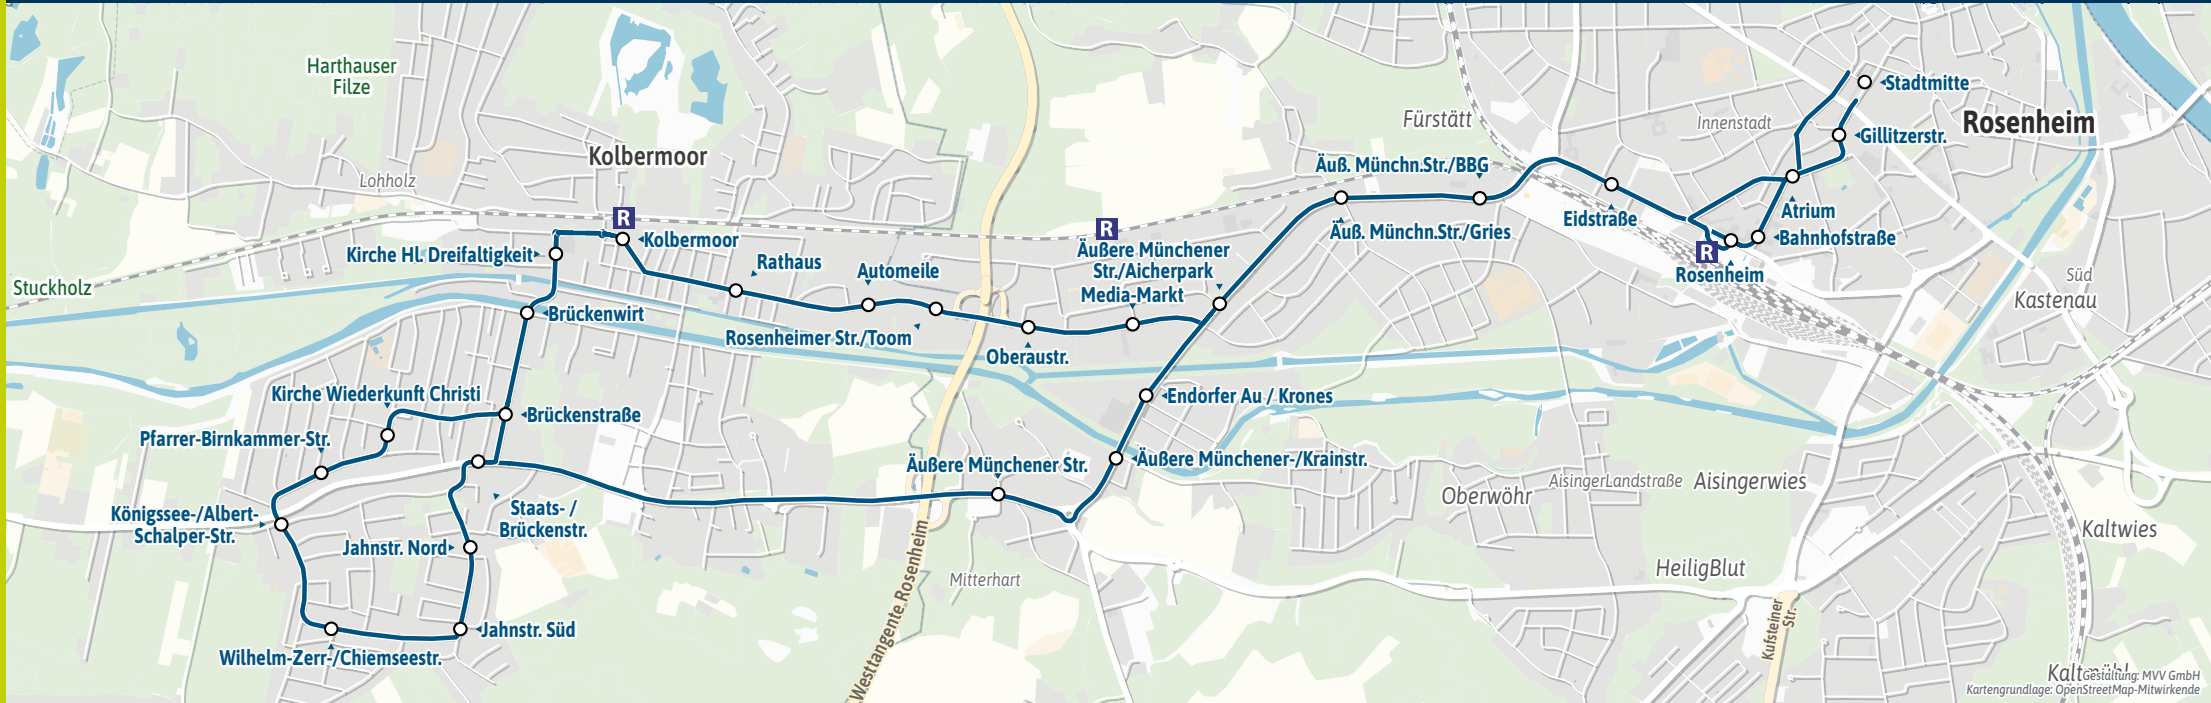 Harthauser
Filze
Kolbermoor
Lohholz
Stuckholz
Fürstätt
Innenstadt
Rosenheim
Stadtmitte
Gillitzerstr.
Atrium
Bahnhofstraße
Eidstraße
R
Rosenheim
Äuß. Münchn.Str./BBG
Äuß. Münchn.Str./Gries
R
Äußere Münchener
Str./Aicherpark
Media-Markt
R
Kolbermoor
Kirche Hl. Dreifaltigkeit
Rathaus
Automeile
Rosenheimer Str./Toom
Oberaustr.
Brückenwirt
Kirche Wiederkunft Christi
Brückenstraße
Pfarrer-Birnkammer-Str.
Königssee-/Albert-
Schalper-Str.
Staats- /
Brückenstr.
Jahnstr. Nord
Jahnstr. Süd
Wilhelm-Zerr-/Chiemseestr.
Endorfer Au / Krones
Äußere Münchener-/Krainstr.
Äußere Münchener Str.
Westtangente Rosenheim
Mitterhart
Oberwöhr
AisingerLandstraße
Aisingerwies
HeiligBlut
Kufsteiner
Str.
Süd
Kastenau
Kaltwies
Kaltmühl
Gestaltung: MVV GmbH
Kartengrundlage: OpenStreetMap-Mitwirkende